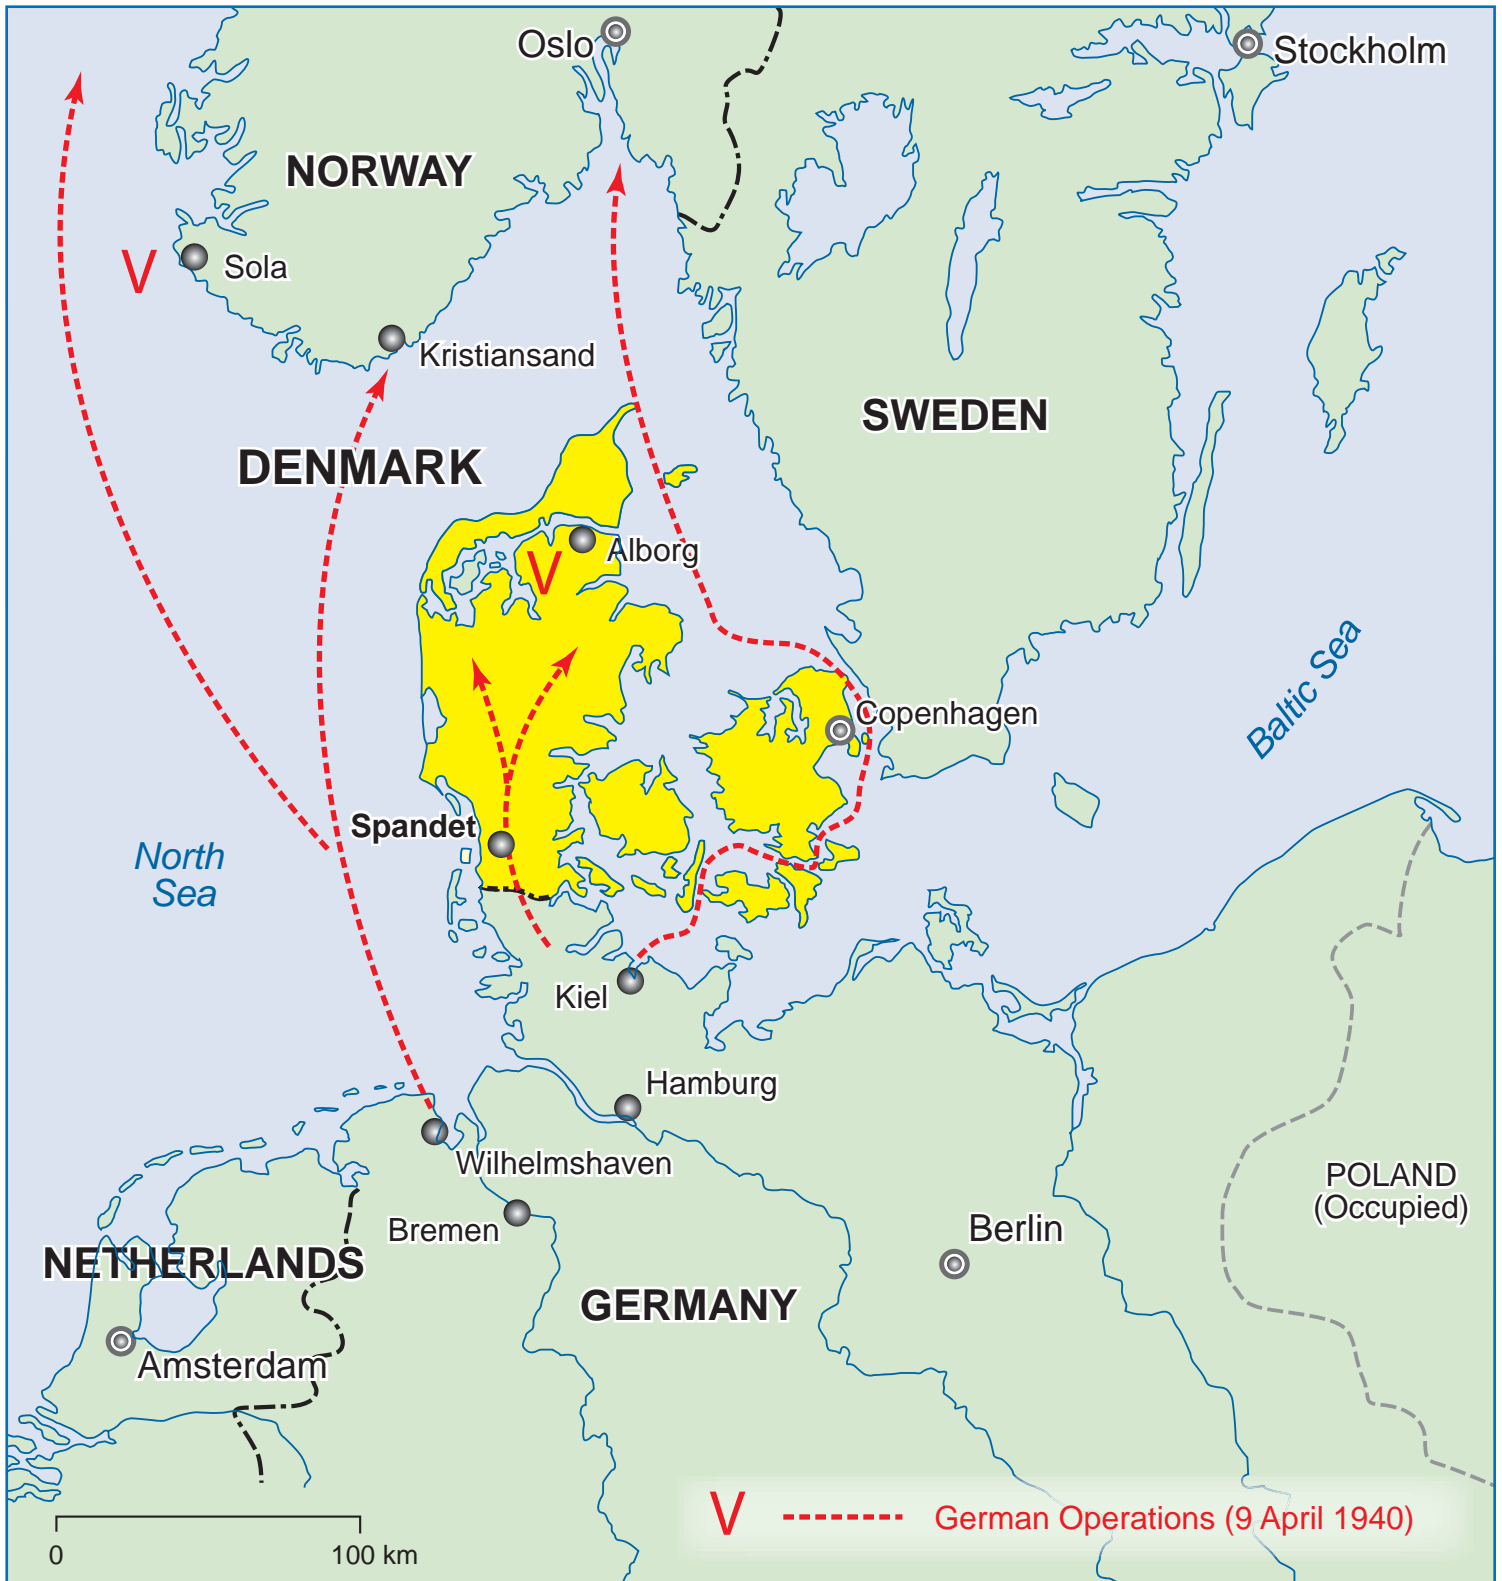 Oslo
Stockholm
NORWAY
V
Sola
Kristiansand
SWEDEN
DENMARK
V
Alborg
Baltic Sea
Copenhagen
Spandet
North
Sea
Kiel
Hamburg
Wilhelmshaven
POLAND
(Occupied)
Bremen
Berlin
NETHERLANDS
GERMANY
Amsterdam
V German Operations (9 April 1940)
0 100 km